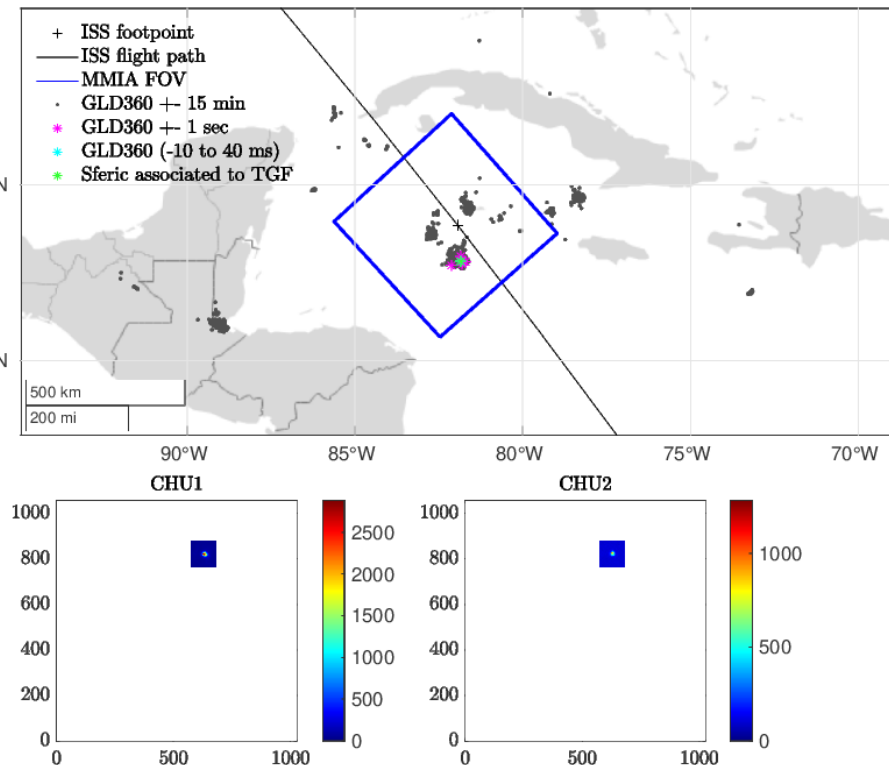 ISS footpoint
ISS flight path
MMIA FOV
GLD360 +- 15 min
GLD360 +- 1 sec
GLD360 (-10 to 40 ms)
Sferic associated to TGF
N
N
500 km
200 mi
90°W
85°W
80°W
75°W
70°W
CHU1
CHU2
1000
800
600
400
200
0
0
500
1000
2500
2000
1500
1000
500
0
1000
800
600
400
200
0
0
500
1000
1000
500
0